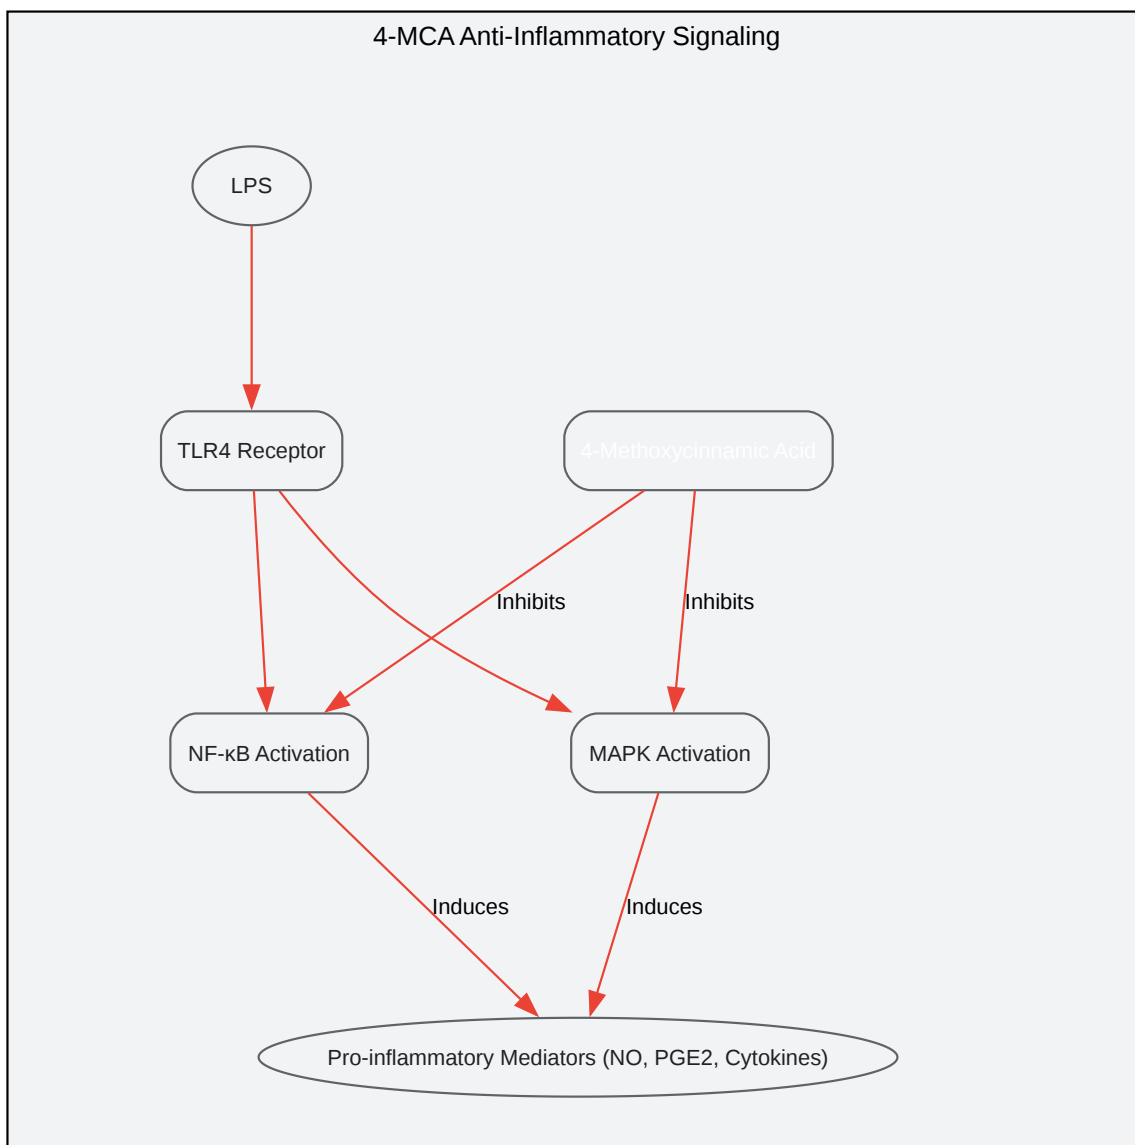 4-MCA Anti-Inflammatory Signaling
LPS
TLR4 Receptor
4-Methoxycinnamic Acid
Inhibits
Inhibits
NF-κB Activation
MAPK Activation
Induces
Induces
Pro-inflammatory Mediators (NO, PGE2, Cytokines)